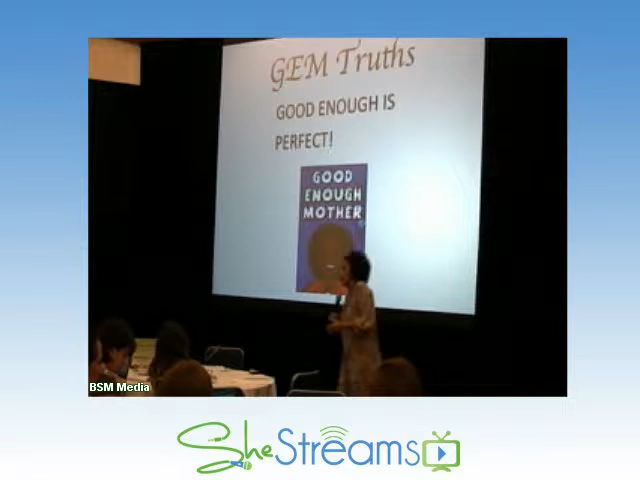 GEM Truths
GOOD ENOUGH IS
PERFECT!
GOOD
ENOUGH
MOTHER
BSM Media
SheStreams